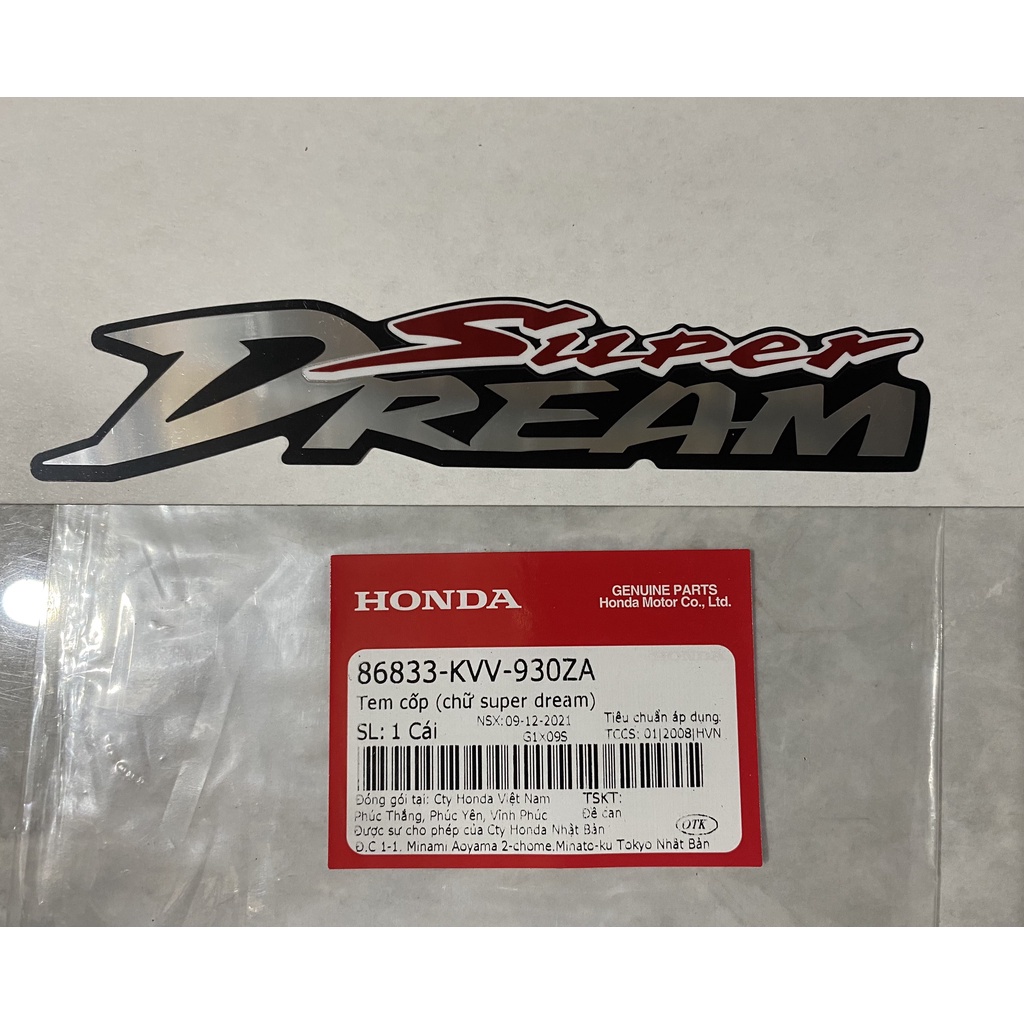 Super
DREAM
HONDA
GENUINE PARTS
Honda Motor Co., Ltd.
86833-KVV-930ZA
Tem cốp (chữ super dream)
SL: 1 Cái
NSX: 09-12-2021
G1X09S
Tiêu chuẩn áp dụng.
TCCS: 01|2008|HVN
Đóng gói tại: Cty Honda Việt Nam
Phúc Thắng, Phúc Yên, Vĩnh Phúc
TSKT:
Đề can
Được sự cho phép của Cty Honda Nhật Bản
OTK
Đ.C 1-1. Minami Aoyama 2-chome,Minato-ku Tokyo Nhật Bản